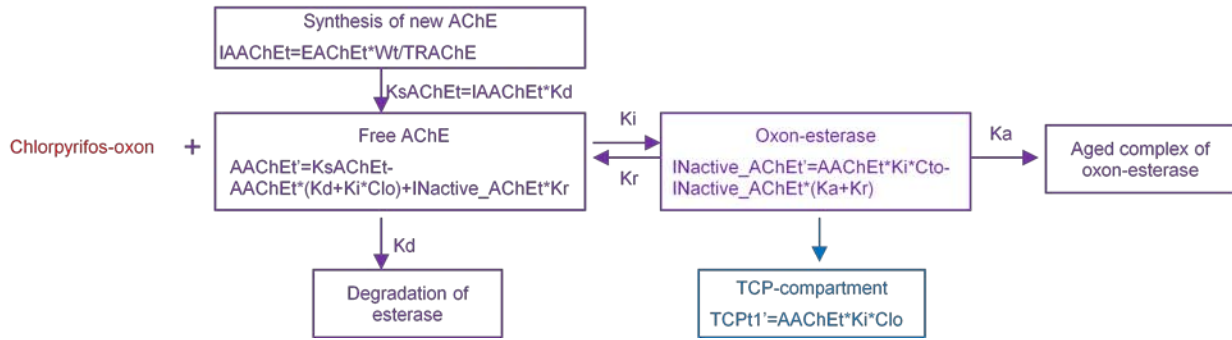 Synthesis of new AChE
IAAChEt=EAChEt*Wt/TRAChE
KsAChEt=IAAChEt*Kd
Chlorpyrifos-oxon
+
Free AChE
AAChEt'=KsAChEt-
AAChEt*(Kd+Ki*Clo)+INactive_AChEt*Kr
Ki
Kr
Oxon-esterase
INactive_AChEt'=AAChEt*Ki*Cto-
INactive_AChEt*(Ka+Kr)
Ka
Aged complex of
oxon-esterase
Kd
Degradation of
esterase
TCP-compartment
TCPt1'=AAChEt*Ki*Clo